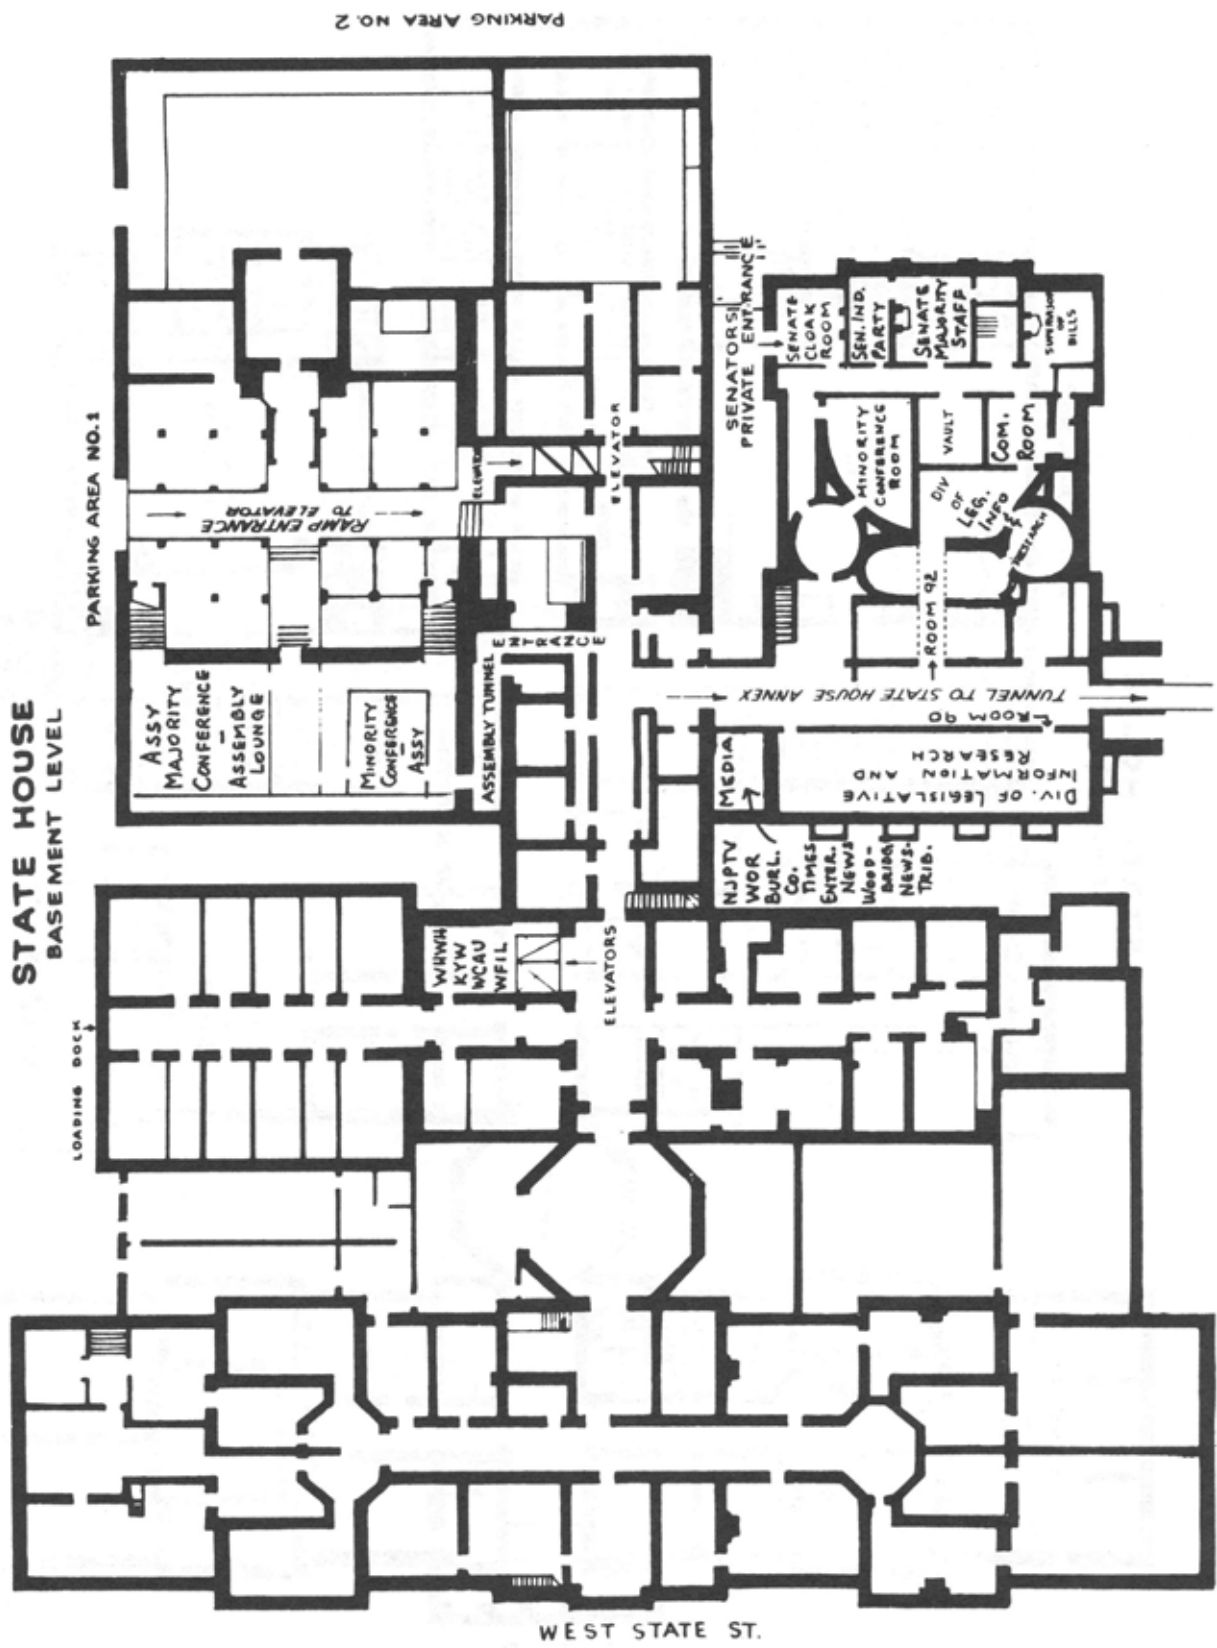 PARKING AREA NO. 2
STATE HOUSE
BASEMENT LEVEL
PARKING AREA NO. 1
RAMP ENTRANCE
TO ELEVATOR
ELEVATOR
SENATORS
PRIVATE ENTRANCE
SENATE
CLOAK
ROOM
SEN. IND.
PARTY
SENATE
MAJORITY
STAFF
OF
BILLS
MINORITY
CONFERENCE
ROOM
VAULT
COM.
ROOM
DIV
OF
LEG.
INFO
&
RESEARCH
ROOM 92
TUNNEL TO STATE HOUSE ANNEX
ROOM 90
DIV. OF LEGISLATIVE
INFORMATION AND
RESEARCH
MEDIA
NJPTV
WOR
BURL.
CO.
TIMES
ENTER.
NEWS
WOOD-
BRIDG
NEWS-
TRIB.
ENTRANCE
ASSEMBLY TUNNEL
ASSY
MAJORITY
CONFERENCE
-
ASSEMBLY
LOUNGE
MINORITY
CONFERENCE
-
ASSY
WHWH
KYW
WCAU
WFIL
ELEVATORS
LOADING DOCK
WEST STATE ST.